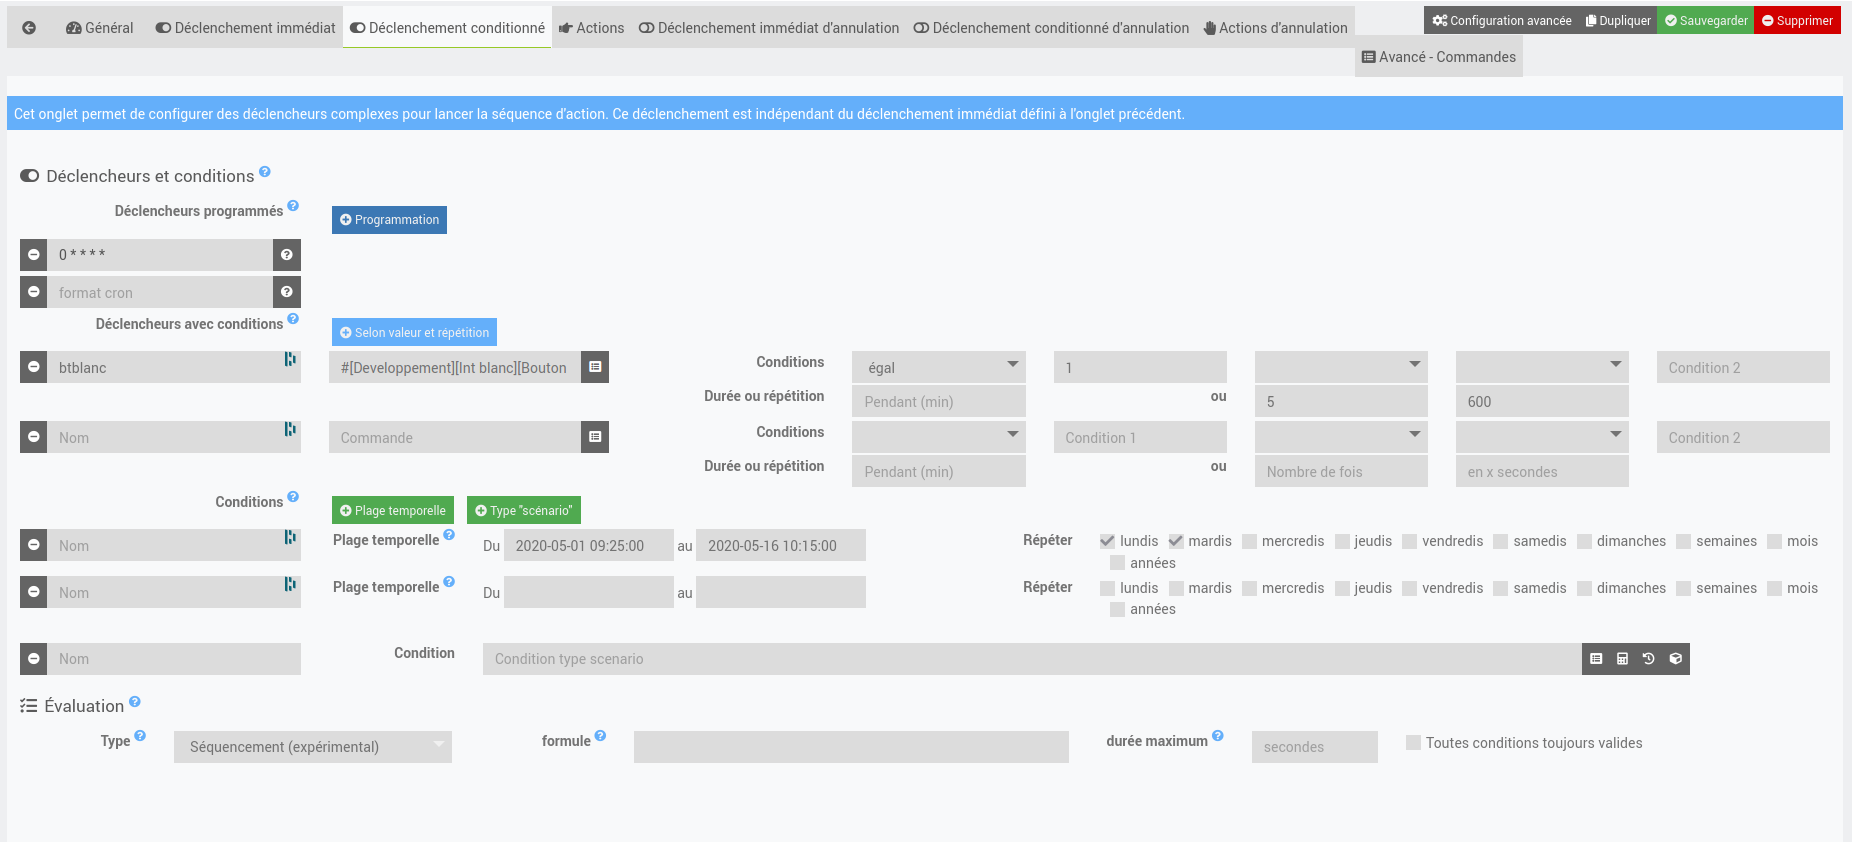 Général
Déclenchement immédiat
Déclenchement conditionné
Actions
Déclenchement immédiat d'annulation
Déclenchement conditionné d'annulation
Actions d'annulation
Configuration avancée
Dupliquer
Sauvegarder
Supprimer
Avancé - Commandes
Cet onglet permet de configurer des déclencheurs complexes pour lancer la séquence d'action. Ce déclenchement est indépendant du déclenchement immédiat défini à l'onglet précédent.
Déclencheurs et conditions ?
Déclencheurs programmés ?
Programmation
0 * * * * ?
format cron ?
Déclencheurs avec conditions ?
Selon valeur et répétition
btblanc
#[Developpement][Int blanc][Bouton
Conditions
égal
1
Condition 2
Durée ou répétition
Pendant (min)
ou
5
600
Nom
Commande
Conditions
Condition 1
Condition 2
Durée ou répétition
Pendant (min)
ou
Nombre de fois
en x secondes
Conditions ?
Plage temporelle
Type "scénario"
Nom
Plage temporelle ?
Du 2020-05-01 09:25:00 au 2020-05-16 10:15:00
Répéter
lundis mardis mercredis jeudis vendredis samedis dimanches semaines mois
années
Nom
Plage temporelle ?
Du au
Répéter
lundis mardis mercredis jeudis vendredis samedis dimanches semaines mois
années
Nom
Condition
Condition type scenario
Évaluation ?
Type ?
Séquencement (expérimental)
formule ?
durée maximum ?
secondes
Toutes conditions toujours valides